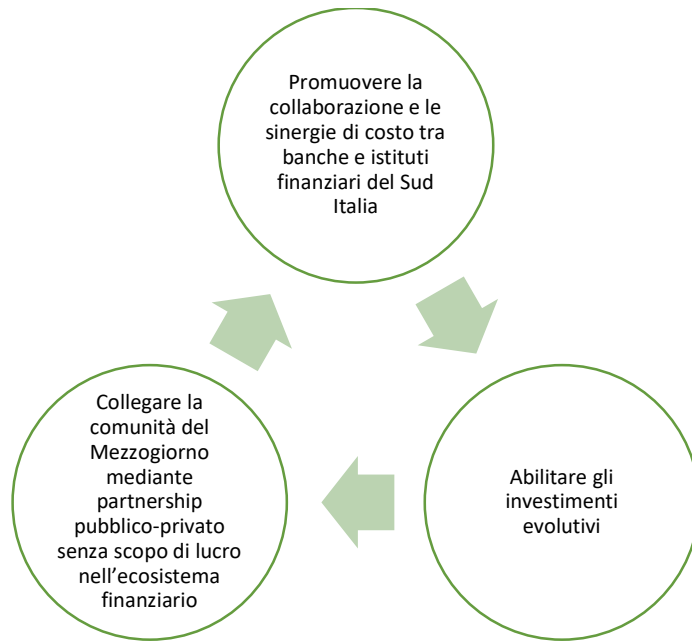 Promuovere la
collaborazione e le
sinergie di costo tra
banche e istituti
finanziari del Sud
Italia
Abilitare gli
investimenti
evolutivi
Collegare la
comunità del
Mezzogiorno
mediante
partnership
pubblico-privato
senza scopo di lucro
nell’ecosistema
finanziario